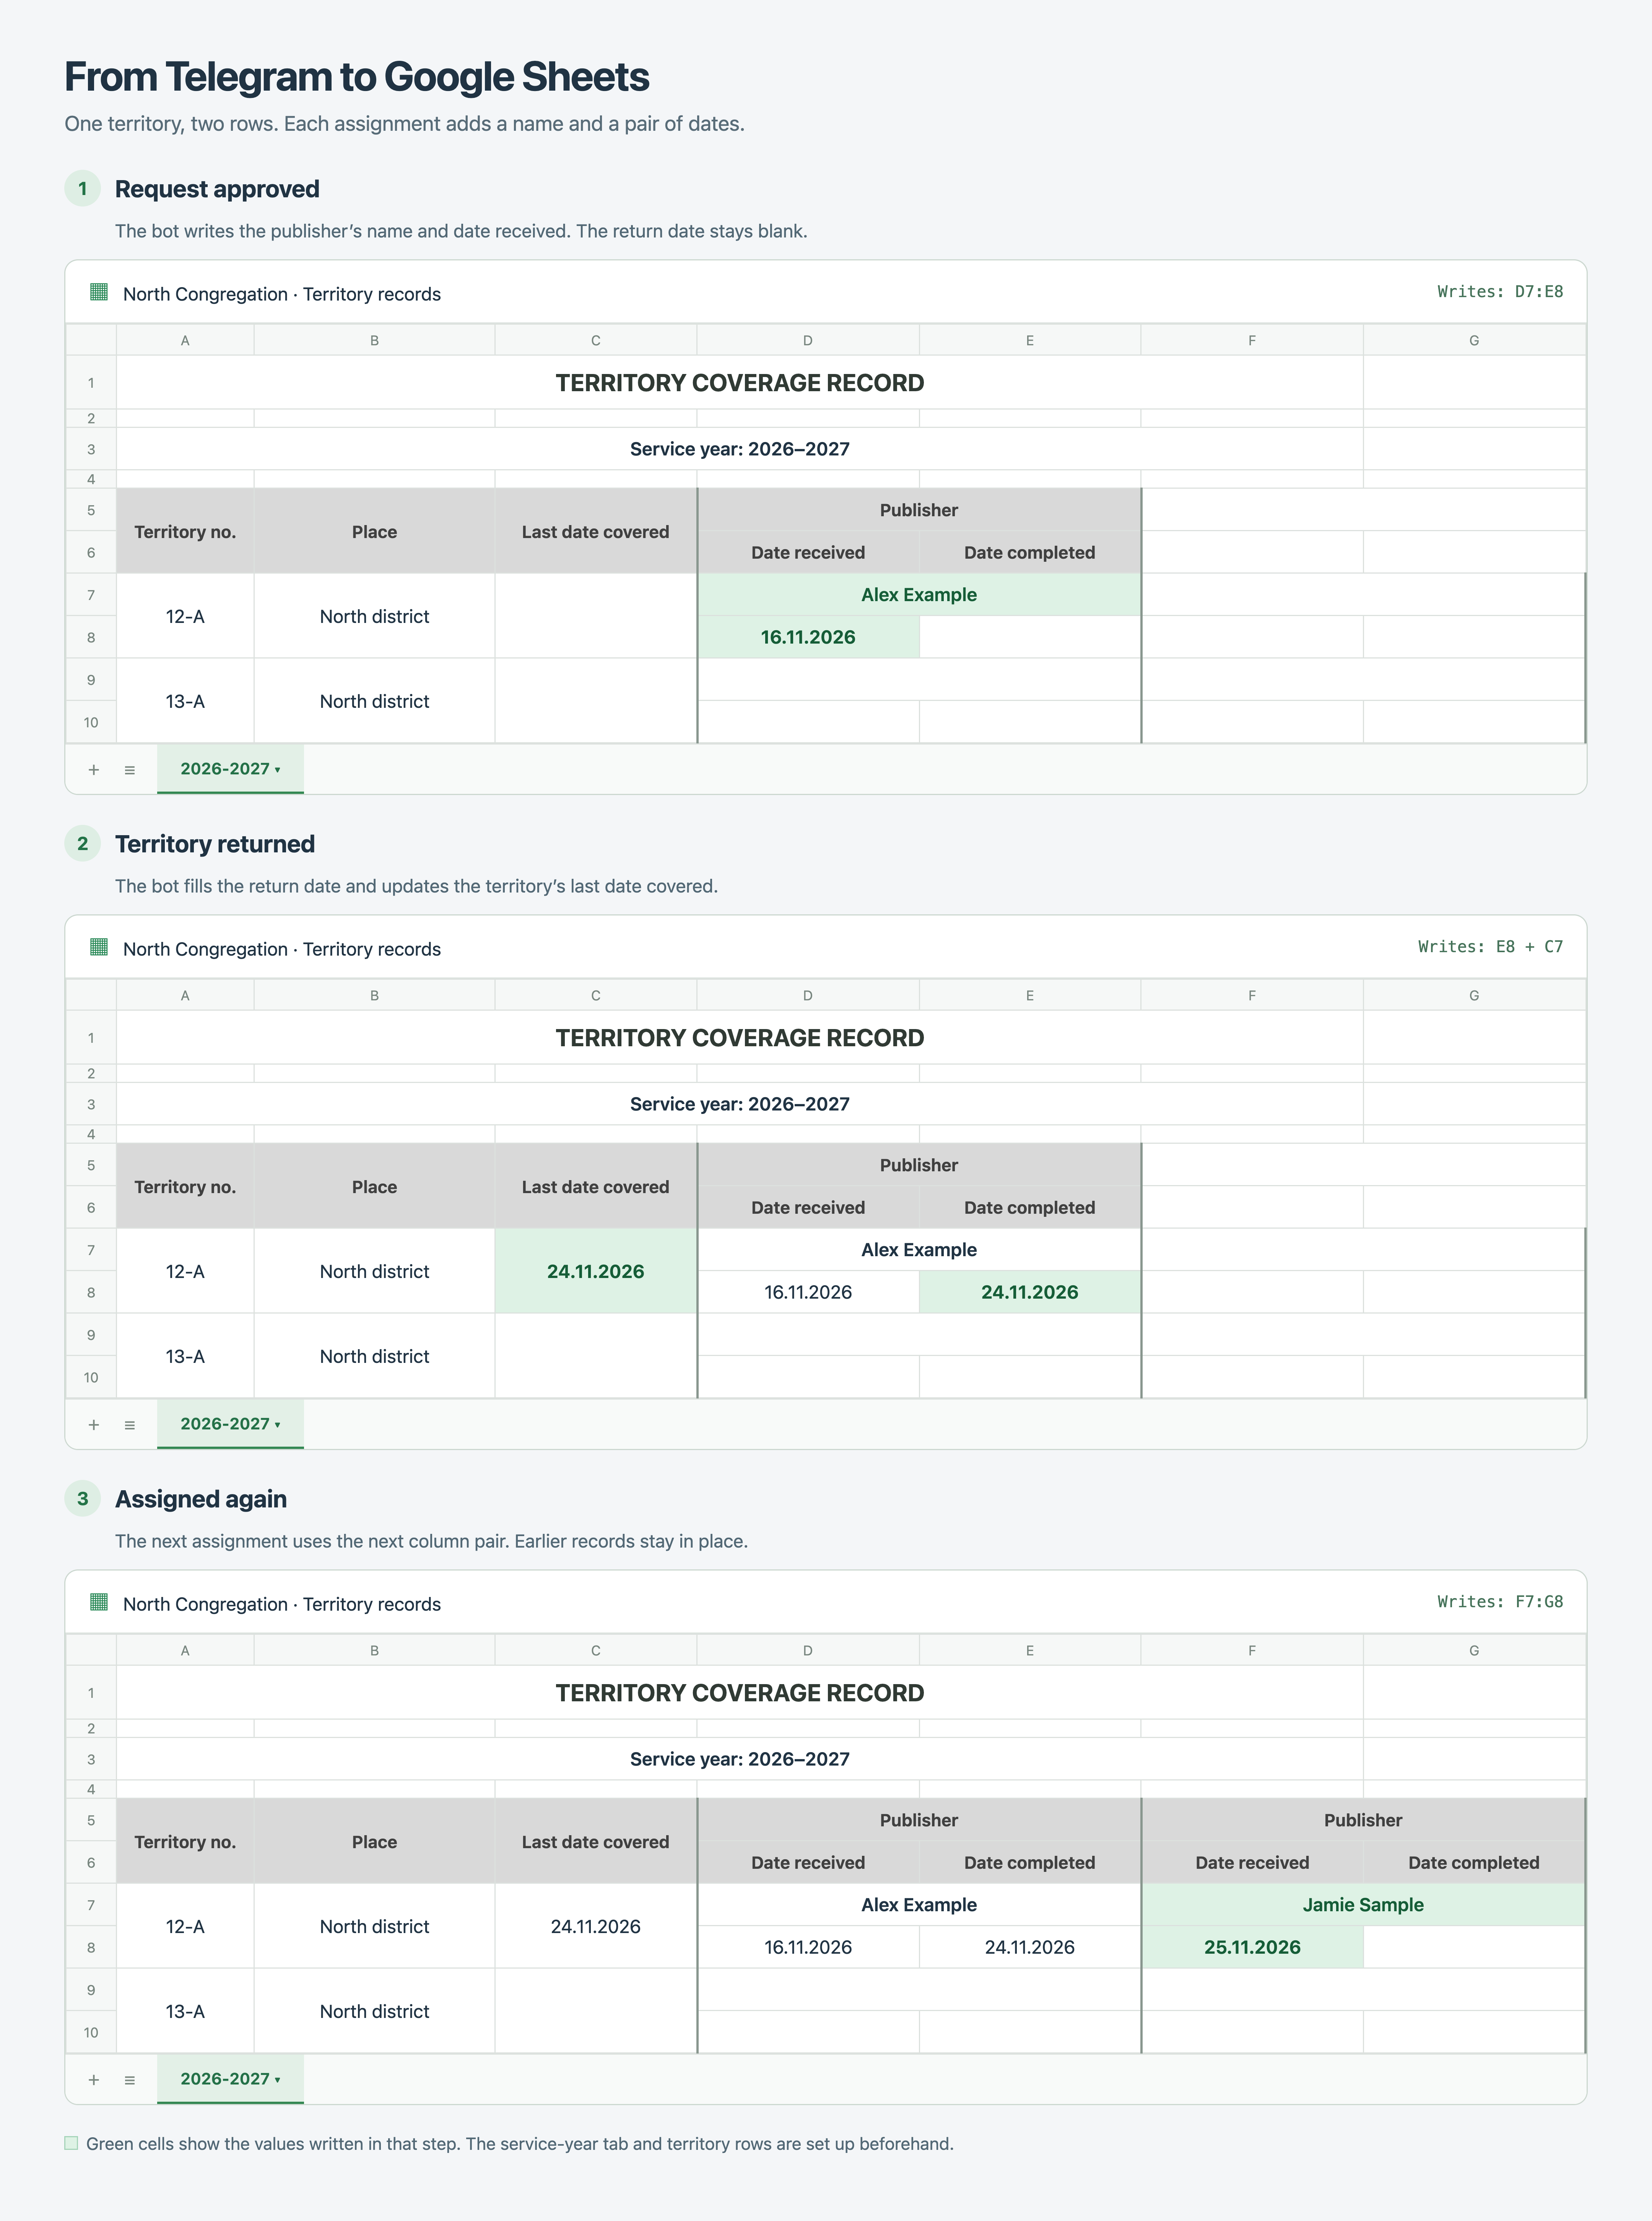 From Telegram to Google Sheets
One territory, two rows. Each assignment adds a name and a pair of dates.
1 Request approved
The bot writes the publisher’s name and date received. The return date stays blank.
North Congregation · Territory records Writes: D7:E8
A B C D E F G
1 TERRITORY COVERAGE RECORD
2
3 Service year: 2026–2027
4
5 Publisher
Territory no. Place Last date covered
6 Date received Date completed
7 Alex Example
12-A North district
8 16.11.2026
9
13-A North district
10
+ ≡ 2026-2027 ▾
2 Territory returned
The bot fills the return date and updates the territory’s last date covered.
North Congregation · Territory records Writes: E8 + C7
A B C D E F G
1 TERRITORY COVERAGE RECORD
2
3 Service year: 2026–2027
4
5 Publisher
Territory no. Place Last date covered
6 Date received Date completed
7 Alex Example
12-A North district 24.11.2026
8 16.11.2026 24.11.2026
9
13-A North district
10
+ ≡ 2026-2027 ▾
3 Assigned again
The next assignment uses the next column pair. Earlier records stay in place.
North Congregation · Territory records Writes: F7:G8
A B C D E F G
1 TERRITORY COVERAGE RECORD
2
3 Service year: 2026–2027
4
5 Publisher Publisher
Territory no. Place Last date covered
6 Date received Date completed Date received Date completed
7 Alex Example Jamie Sample
12-A North district 24.11.2026
8 16.11.2026 24.11.2026 25.11.2026
9
13-A North district
10
+ ≡ 2026-2027 ▾
Green cells show the values written in that step. The service-year tab and territory rows are set up beforehand.